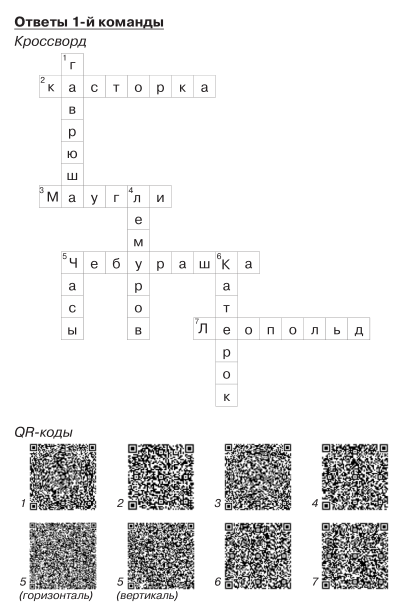 Ответы 1-й команды
Кроссворд
1 г
2 к а с т о р к а
в
р
ю
ш
3 М а у г 4 л и
е
м
5 Ч е б у р а ш 6 К а
а р а
с о т
ы в 7 Л е о п о л ь д
р
о
к
QR-коды
1 2 3 4
5 5 6 7
(горизонталь) (вертикаль)